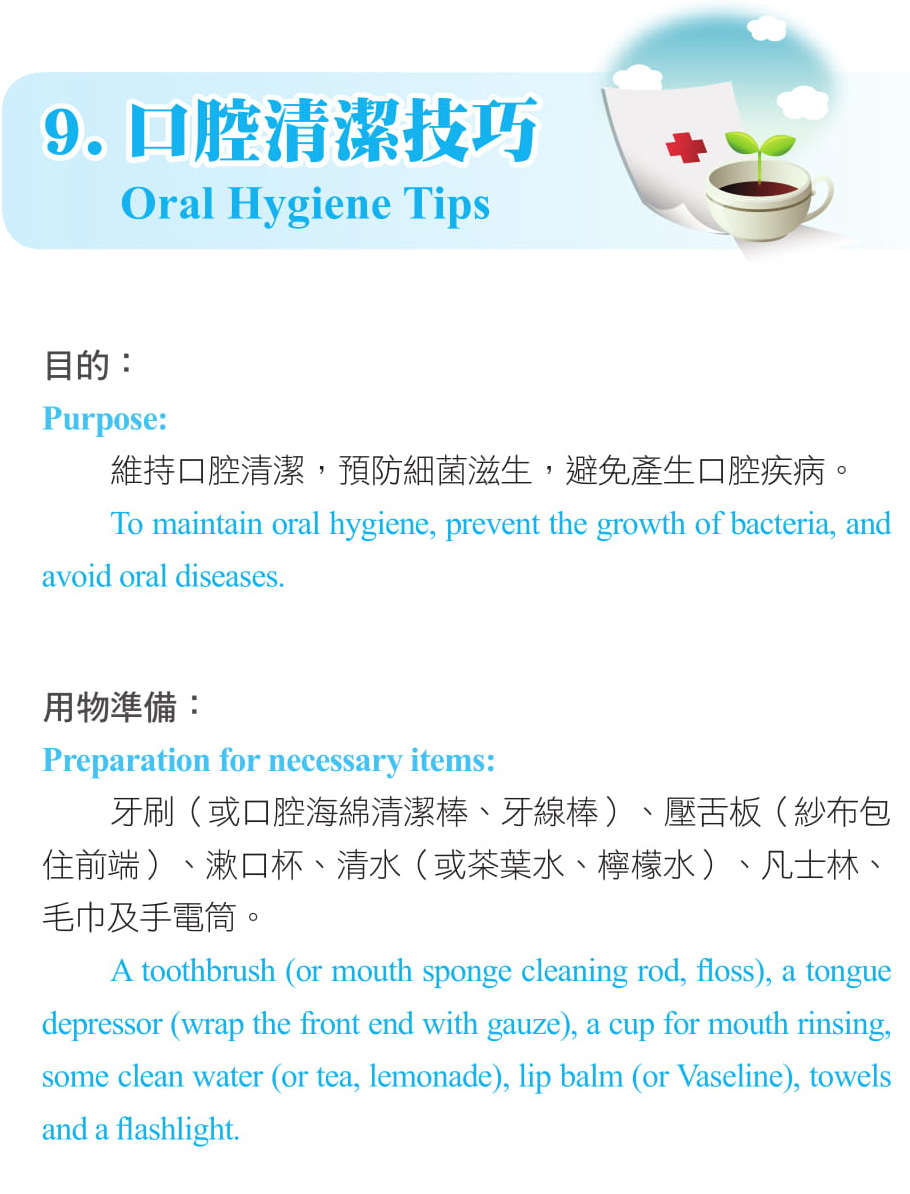 9. 口腔清潔技巧
Oral Hygiene Tips
目的：
Purpose:
維持口腔清潔，預防細菌滋生，避免產生口腔疾病。
To maintain oral hygiene, prevent the growth of bacteria, and
avoid oral diseases.
用物準備：
Preparation for necessary items:
牙刷（或口腔海綿清潔棒、牙線棒）、壓舌板（紗布包
住前端）、漱口杯、清水（或茶葉水、檸檬水）、凡士林、
毛巾及手電筒。
A toothbrush (or mouth sponge cleaning rod, floss), a tongue
depressor (wrap the front end with gauze), a cup for mouth rinsing,
some clean water (or tea, lemonade), lip balm (or Vaseline), towels
and a flashlight.